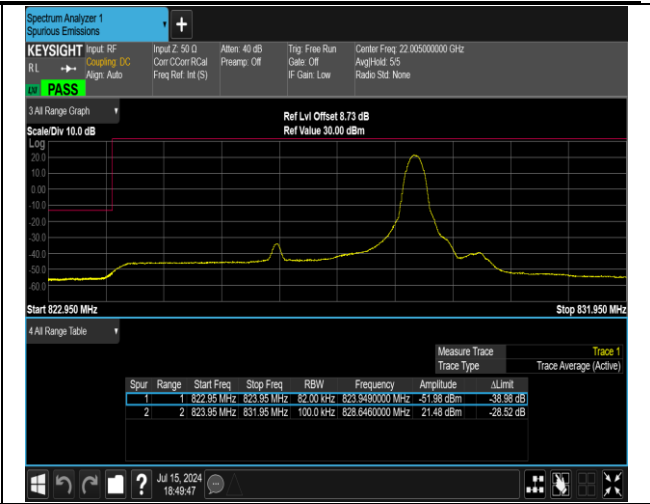 Spectrum Analyzer 1
Spurious Emissions
KEYSIGHT Input: RF Input Z: 50 Ω Atten: 40 dB Trig: Free Run Center Freq: 22.005000000 GHz
RL Coupling: DC Corr CCorr RCal Preamp: Off Gate: Off Avg|Hold: 5/5
Align: Auto Freq Ref: Int (S) IF Gain: Low Radio Std: None
LXI PASS
3 All Range Graph
Ref Lvl Offset 8.73 dB
Scale/Div 10.0 dB Ref Value 30.00 dBm
Log
20.0
10.0
0.00
-10.0
-20.0
-30.0
-40.0
-50.0
-60.0
Start 822.950 MHz Stop 831.950 MHz
4 All Range Table
Measure Trace Trace 1
Trace Type Trace Average (Active)
Spur Range Start Freq Stop Freq RBW Frequency Amplitude ΔLimit
1 1 822.95 MHz 823.95 MHz 82.00 kHz 823.9490000 MHz -51.98 dBm -38.98 dB
2 2 823.95 MHz 831.95 MHz 100.0 kHz 828.6460000 MHz 21.48 dBm -28.52 dB
Jul 15, 2024
18:49:47